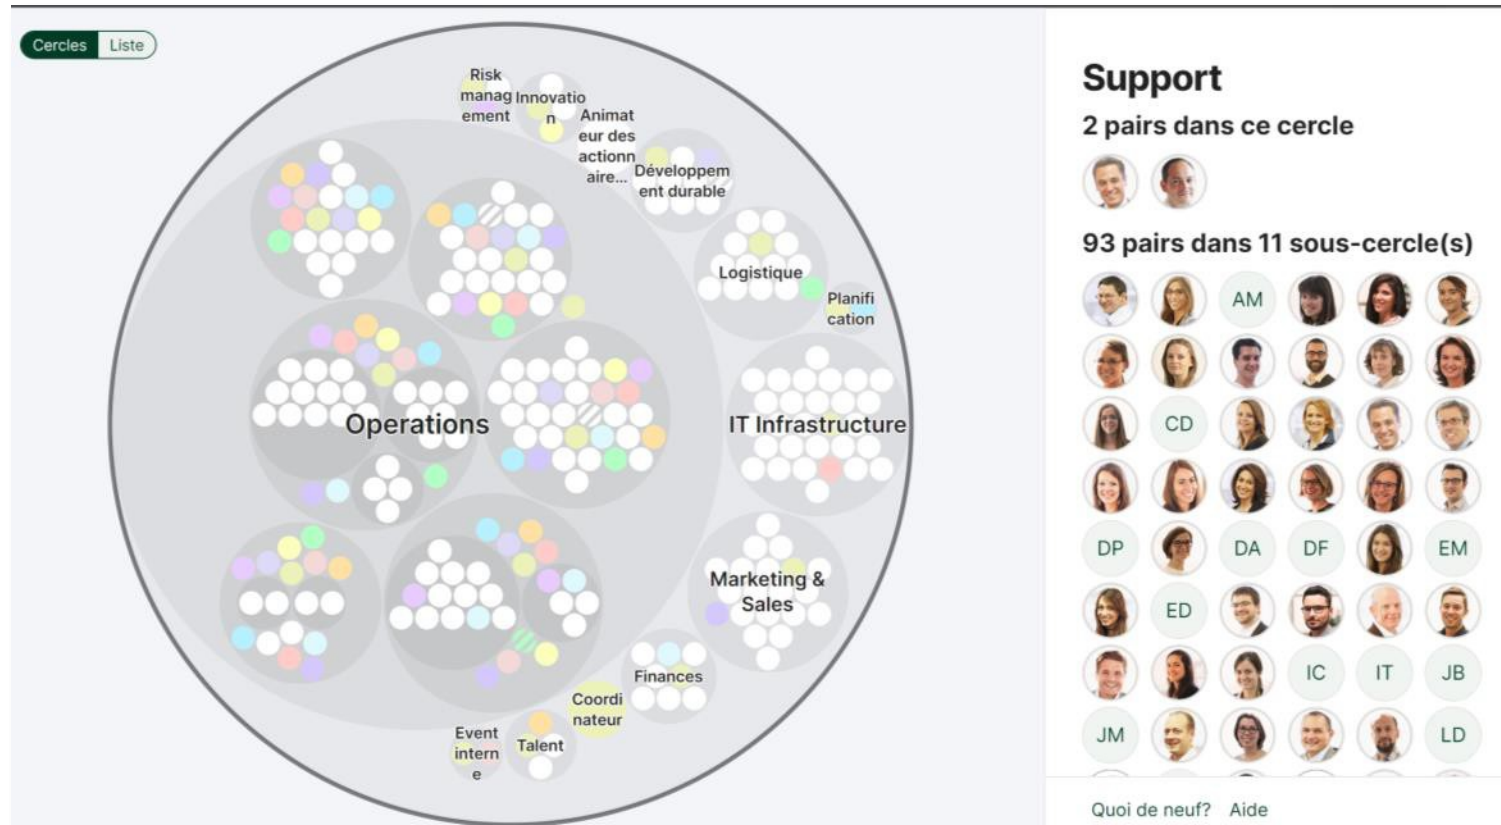 Cercles
Liste
Risk
manag
ement
Innovatio
n
Animat
eur des
actionn
aire...
Développem
ent durable
Logistique
Planifi
cation
Operations
IT Infrastructure
Marketing &
Sales
Finances
Coordi
nateur
Event
intern
e
Talent
Support
2 pairs dans ce cercle
93 pairs dans 11 sous-cercle(s)
AM
CD
DP
DA
DF
EM
ED
IC
IT
JB
JM
LD
Quoi de neuf?
Aide